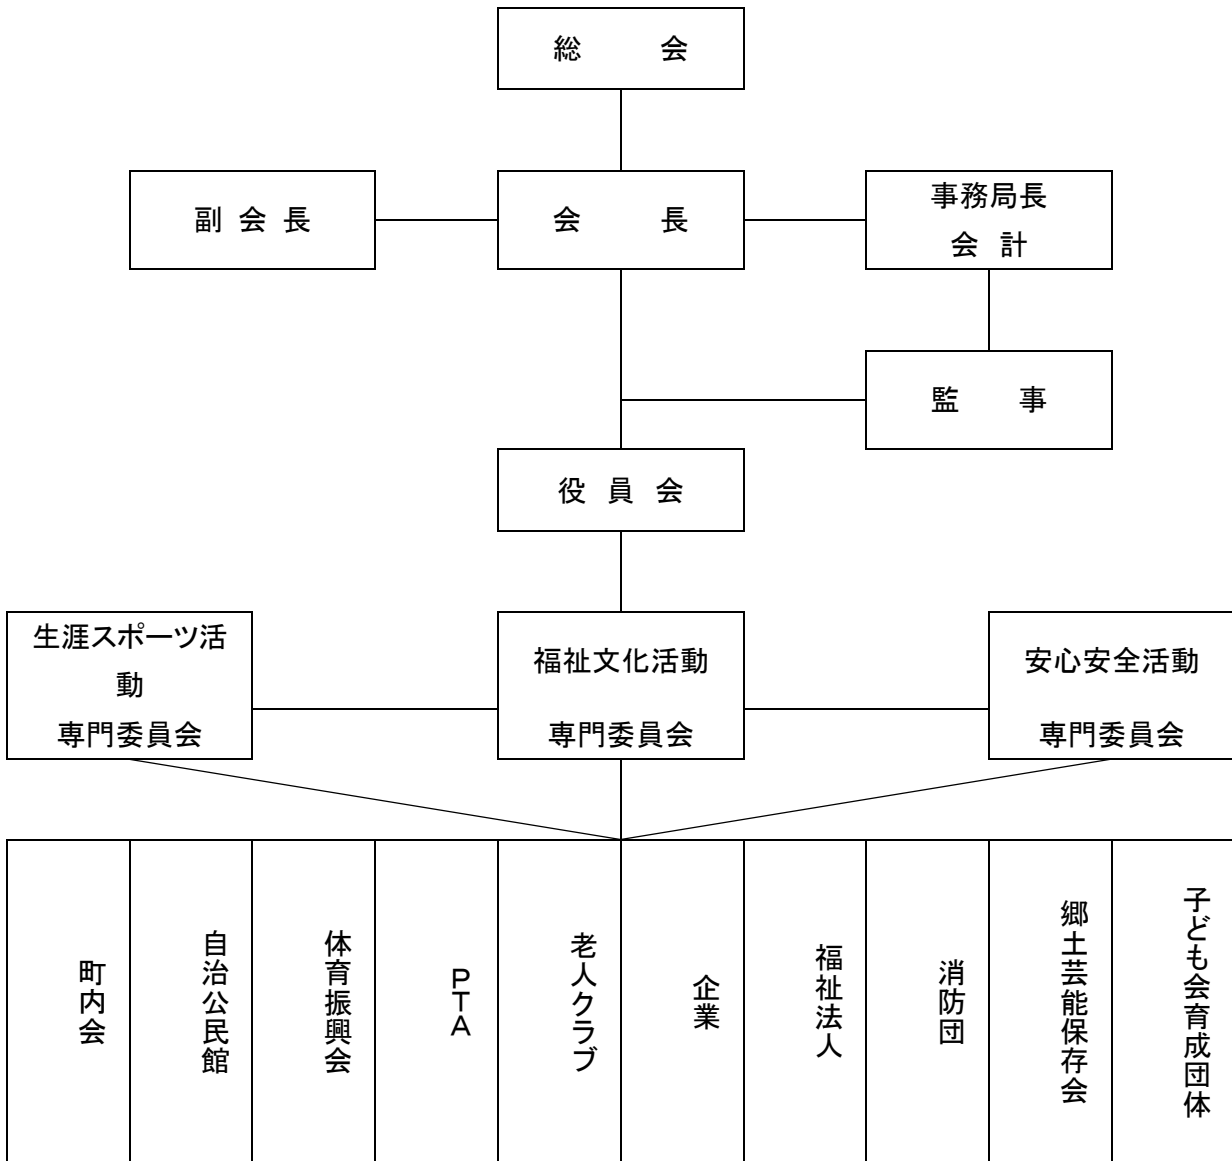 総 会
副 会 長
会 長
事務局長
会 計
監 事
役 員 会
生涯スポーツ活
動
専門委員会
福祉文化活動
専門委員会
安心安全活動
専門委員会
町内会
自治公民館
体育振興会
PTA
老人クラブ
企業
福祉法人
消防団
郷土芸能保存会
子ども会育成団体